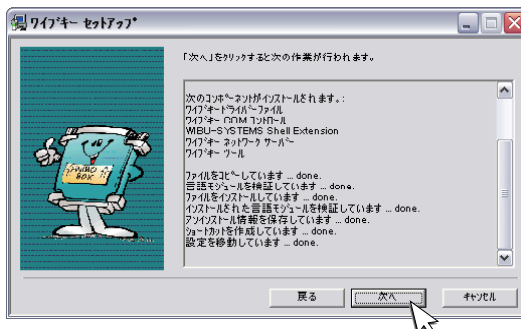 ワイブキー セットアップ
「次へ」をクリックすると次の作業が行われます。
次のコンポーネントがインストールされます。:
ワイブキードライバーファイル
ワイブキー COM コントロール
WIBU-SYSTEMS Shell Extension
ワイブキー ネットワーク サーバー
ワイブキー ツール
ファイルをコピーしています ... done.
言語モジュールを検証しています ... done.
ファイルをインストールしています ... done.
インストールされた言語モジュールを検証しています ... done.
アンインストール情報を保存しています ... done.
ショートカットを作成しています ... done.
設定を移動しています ... done.
戻る
次へ
キャンセル